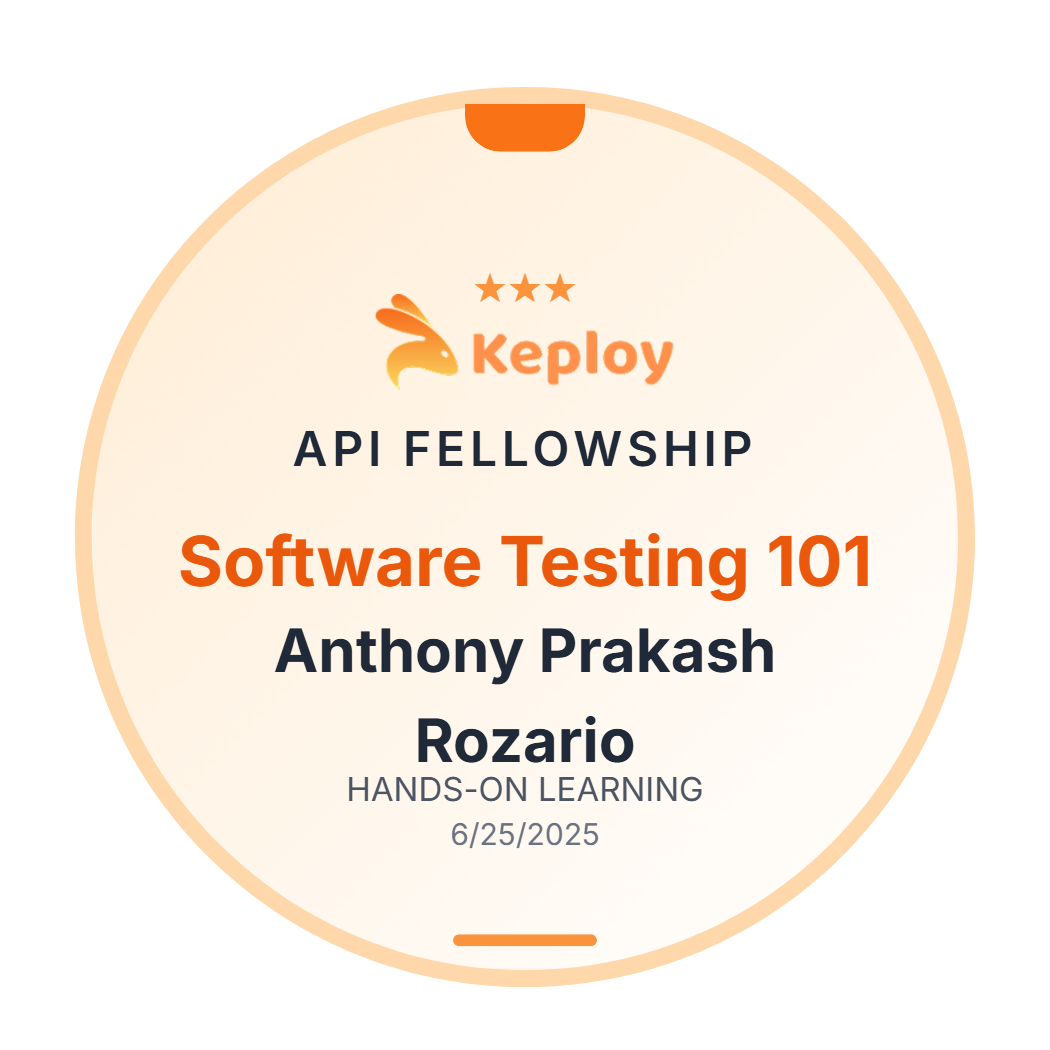 ★★★
Keploy
API FELLOWSHIP
Software Testing 101
Anthony Prakash
Rozario
HANDS-ON LEARNING
6/25/2025